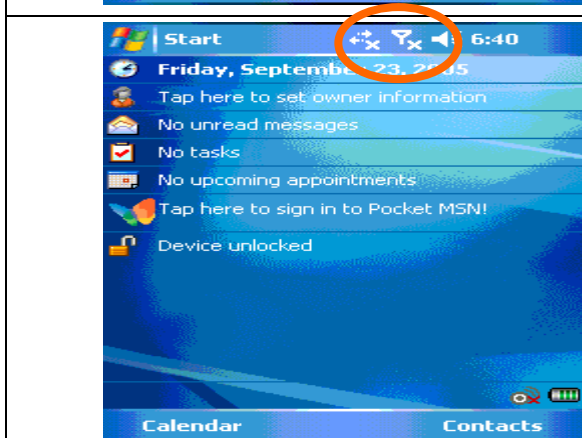 Start 6:40
Friday, September 23, 2005
Tap here to set owner information
No unread messages
No tasks
No upcoming appointments
Tap here to sign in to Pocket MSN!
Device unlocked
Calendar Contacts